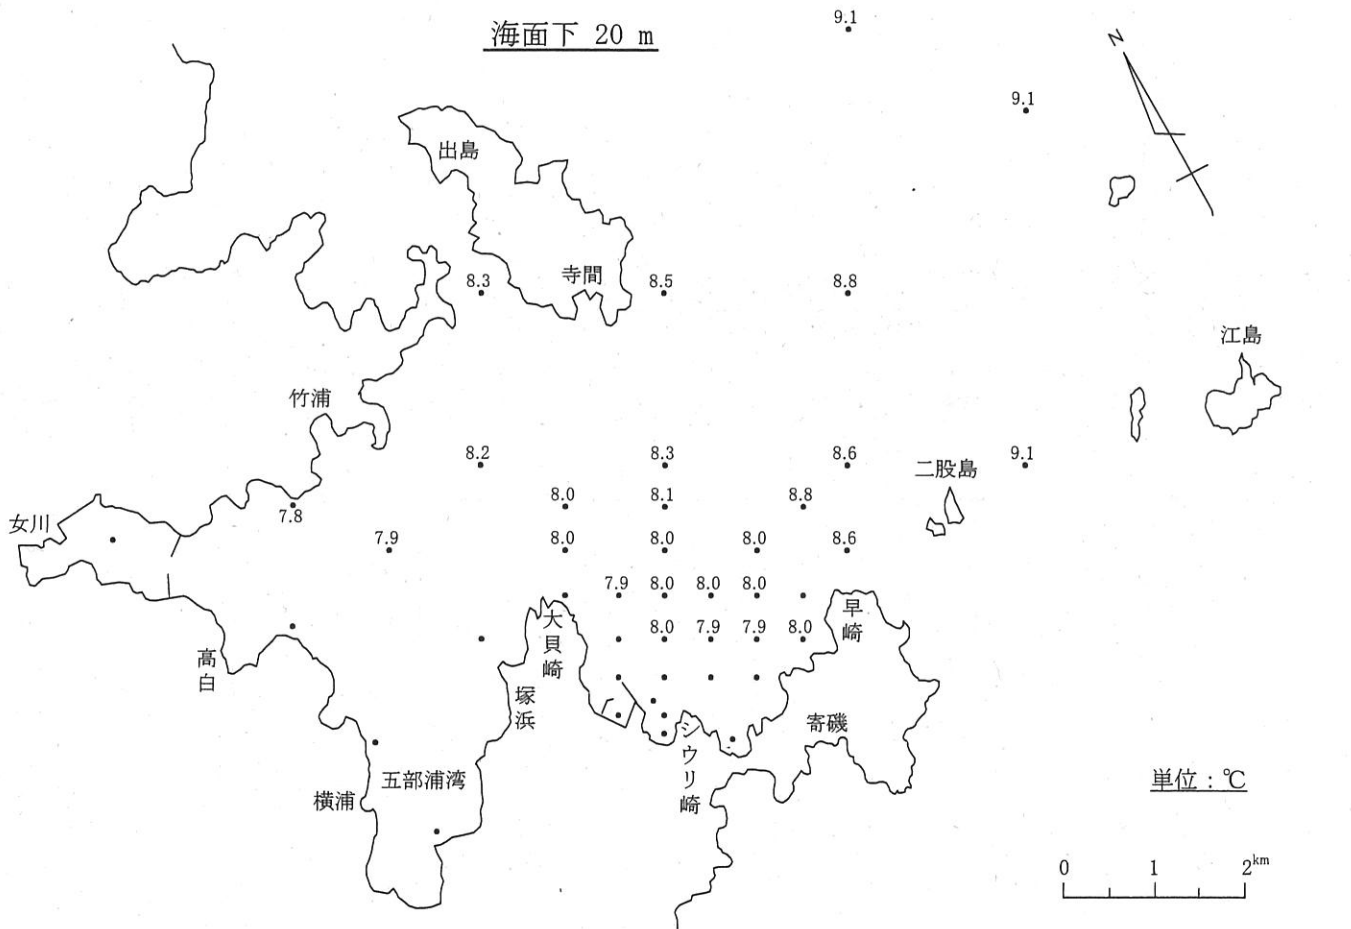 海面下 20 m
9.1
N
9.1
出島
寺間
8.3
8.5
8.8
江島
竹浦
8.2
8.3
8.6
二股島
9.1
8.0
8.1
8.8
女川
7.8
7.9
8.0
8.0
8.0
8.6
7.9
8.0
8.0
8.0
大貝崎
8.0
7.9
7.9
8.0
早崎
高白
塚浜
シウリ崎
寄磯
五部浦湾
横浦
単位:℃
0 1 2km